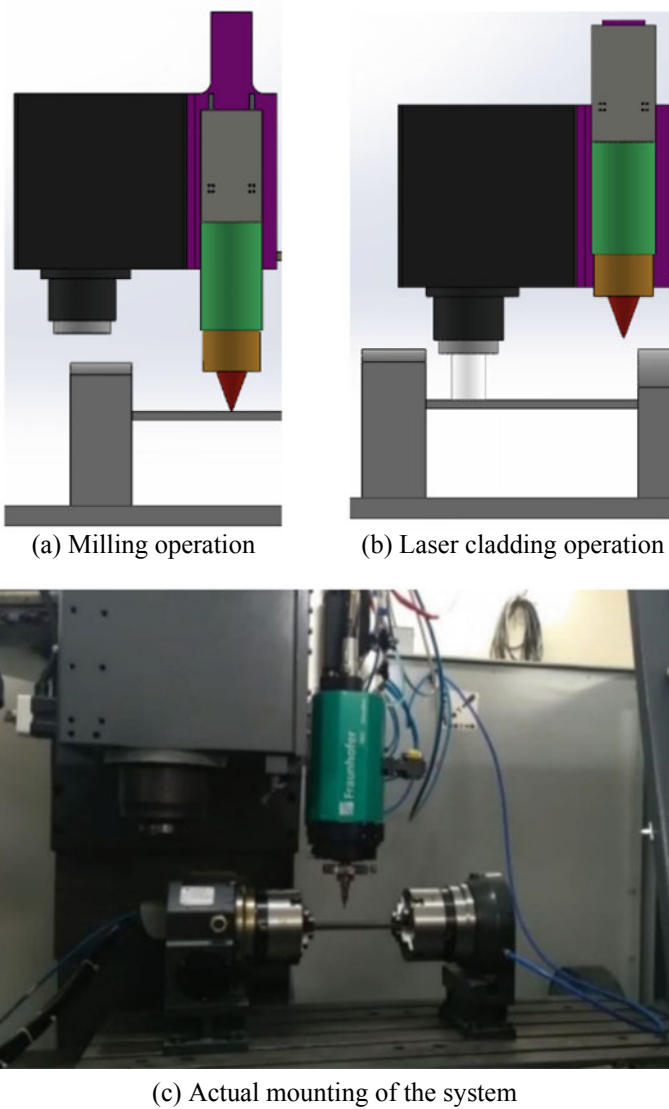 (a) Milling operation
(b) Laser cladding operation
Fraunhofer
(c) Actual mounting of the system